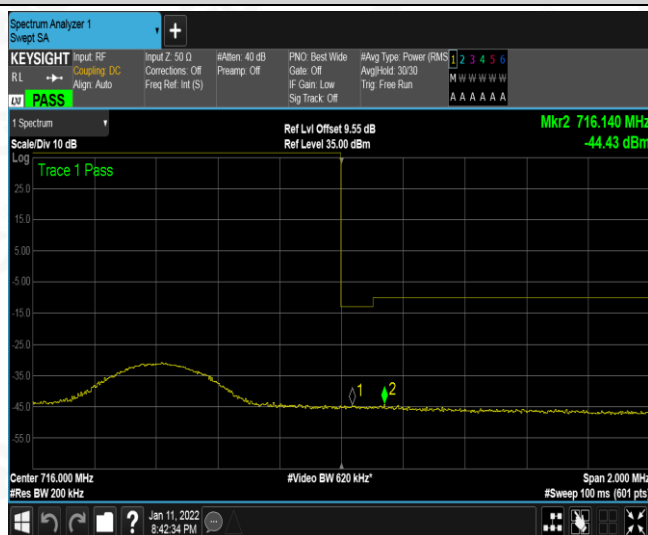 Spectrum Analyzer 1
Swept SA
+
KEYSIGHT Input: RF Input Z: 50 Ω #Atten: 40 dB PNO: Best Wide #Avg Type: Power (RMS 1 2 3 4 5 6
RL Coupling: DC Corrections: Off Preamp: Off Gate: Off Avg|Hold: 30/30 M W W W W W
Align: Auto Freq Ref: Int (S) IF Gain: Low Trig: Free Run
LXI PASS Sig Track: Off A A A A A A
1 Spectrum Ref Lvl Offset 9.55 dB Mkr2 716.140 MHz
Scale/Div 10 dB Ref Level 35.00 dBm -44.43 dBm
Log
Trace 1 Pass
25.0
15.0
5.00
-5.00
-15.0
-25.0
-35.0
1 2
-45.0
-55.0
Center 716.000 MHz #Video BW 620 kHz* Span 2.000 MHz
#Res BW 200 kHz #Sweep 100 ms (601 pts)
? Jan 11, 2022
8:42:34 PM